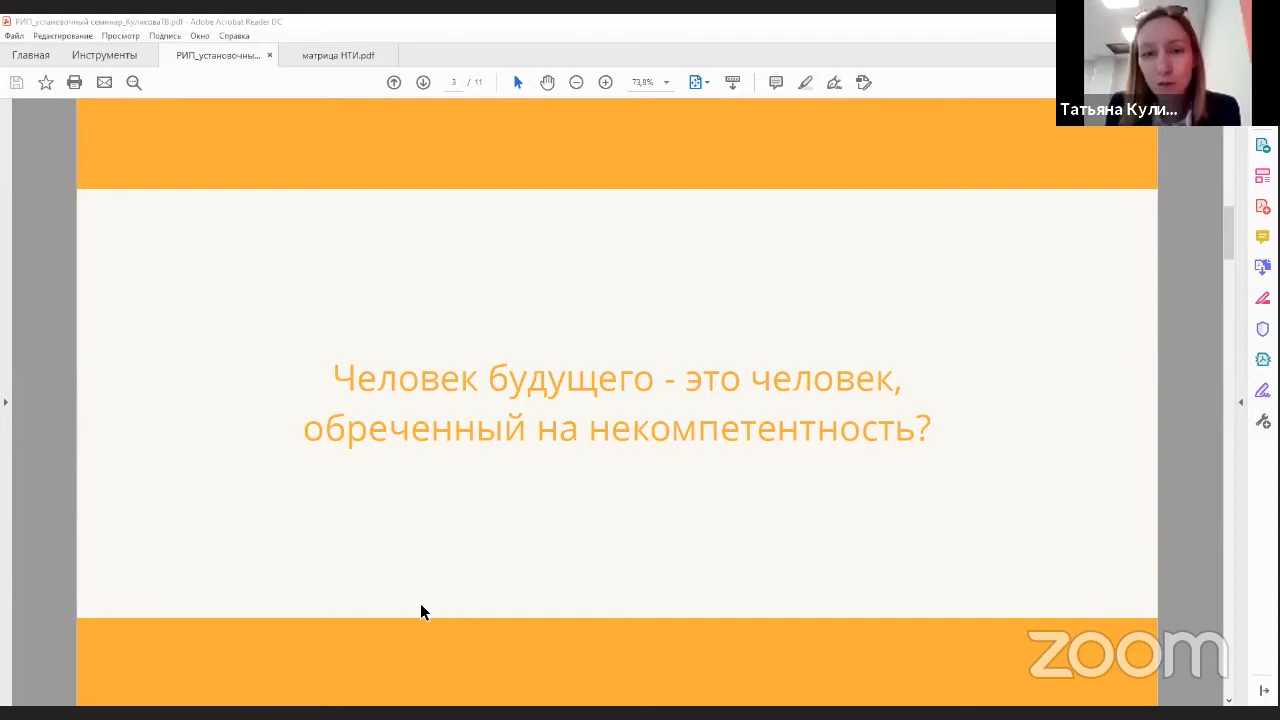 РИП_установочный семинар_КуликоваТВ.pdf - Adobe Acrobat Reader DC
Файл Редактирование Просмотр Подпись Окно Справка
Главная Инструменты РИП_установочны... × матрица НТИ.pdf
3 / 11 73,8%
Татьяна Кули...
Человек будущего - это человек,
обреченный на некомпетентность?
zoom